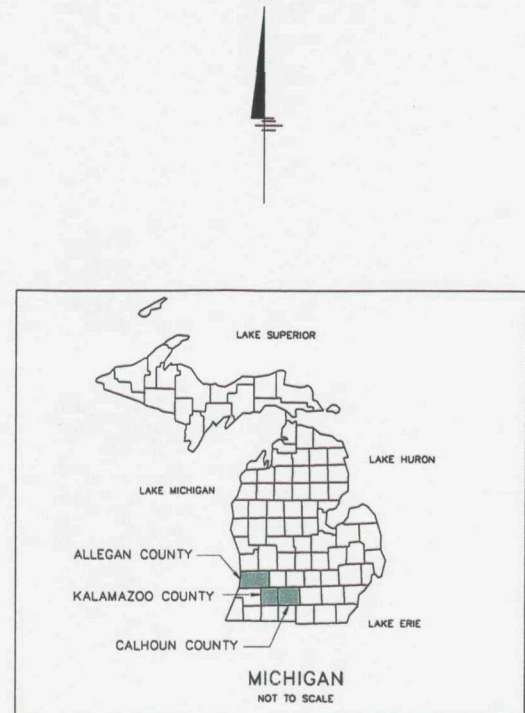 LAKE SUPERIOR
LAKE HURON
LAKE MICHIGAN
ALLEGAN COUNTY
KALAMAZOO COUNTY
LAKE ERIE
CALHOUN COUNTY
MICHIGAN
NOT TO SCALE